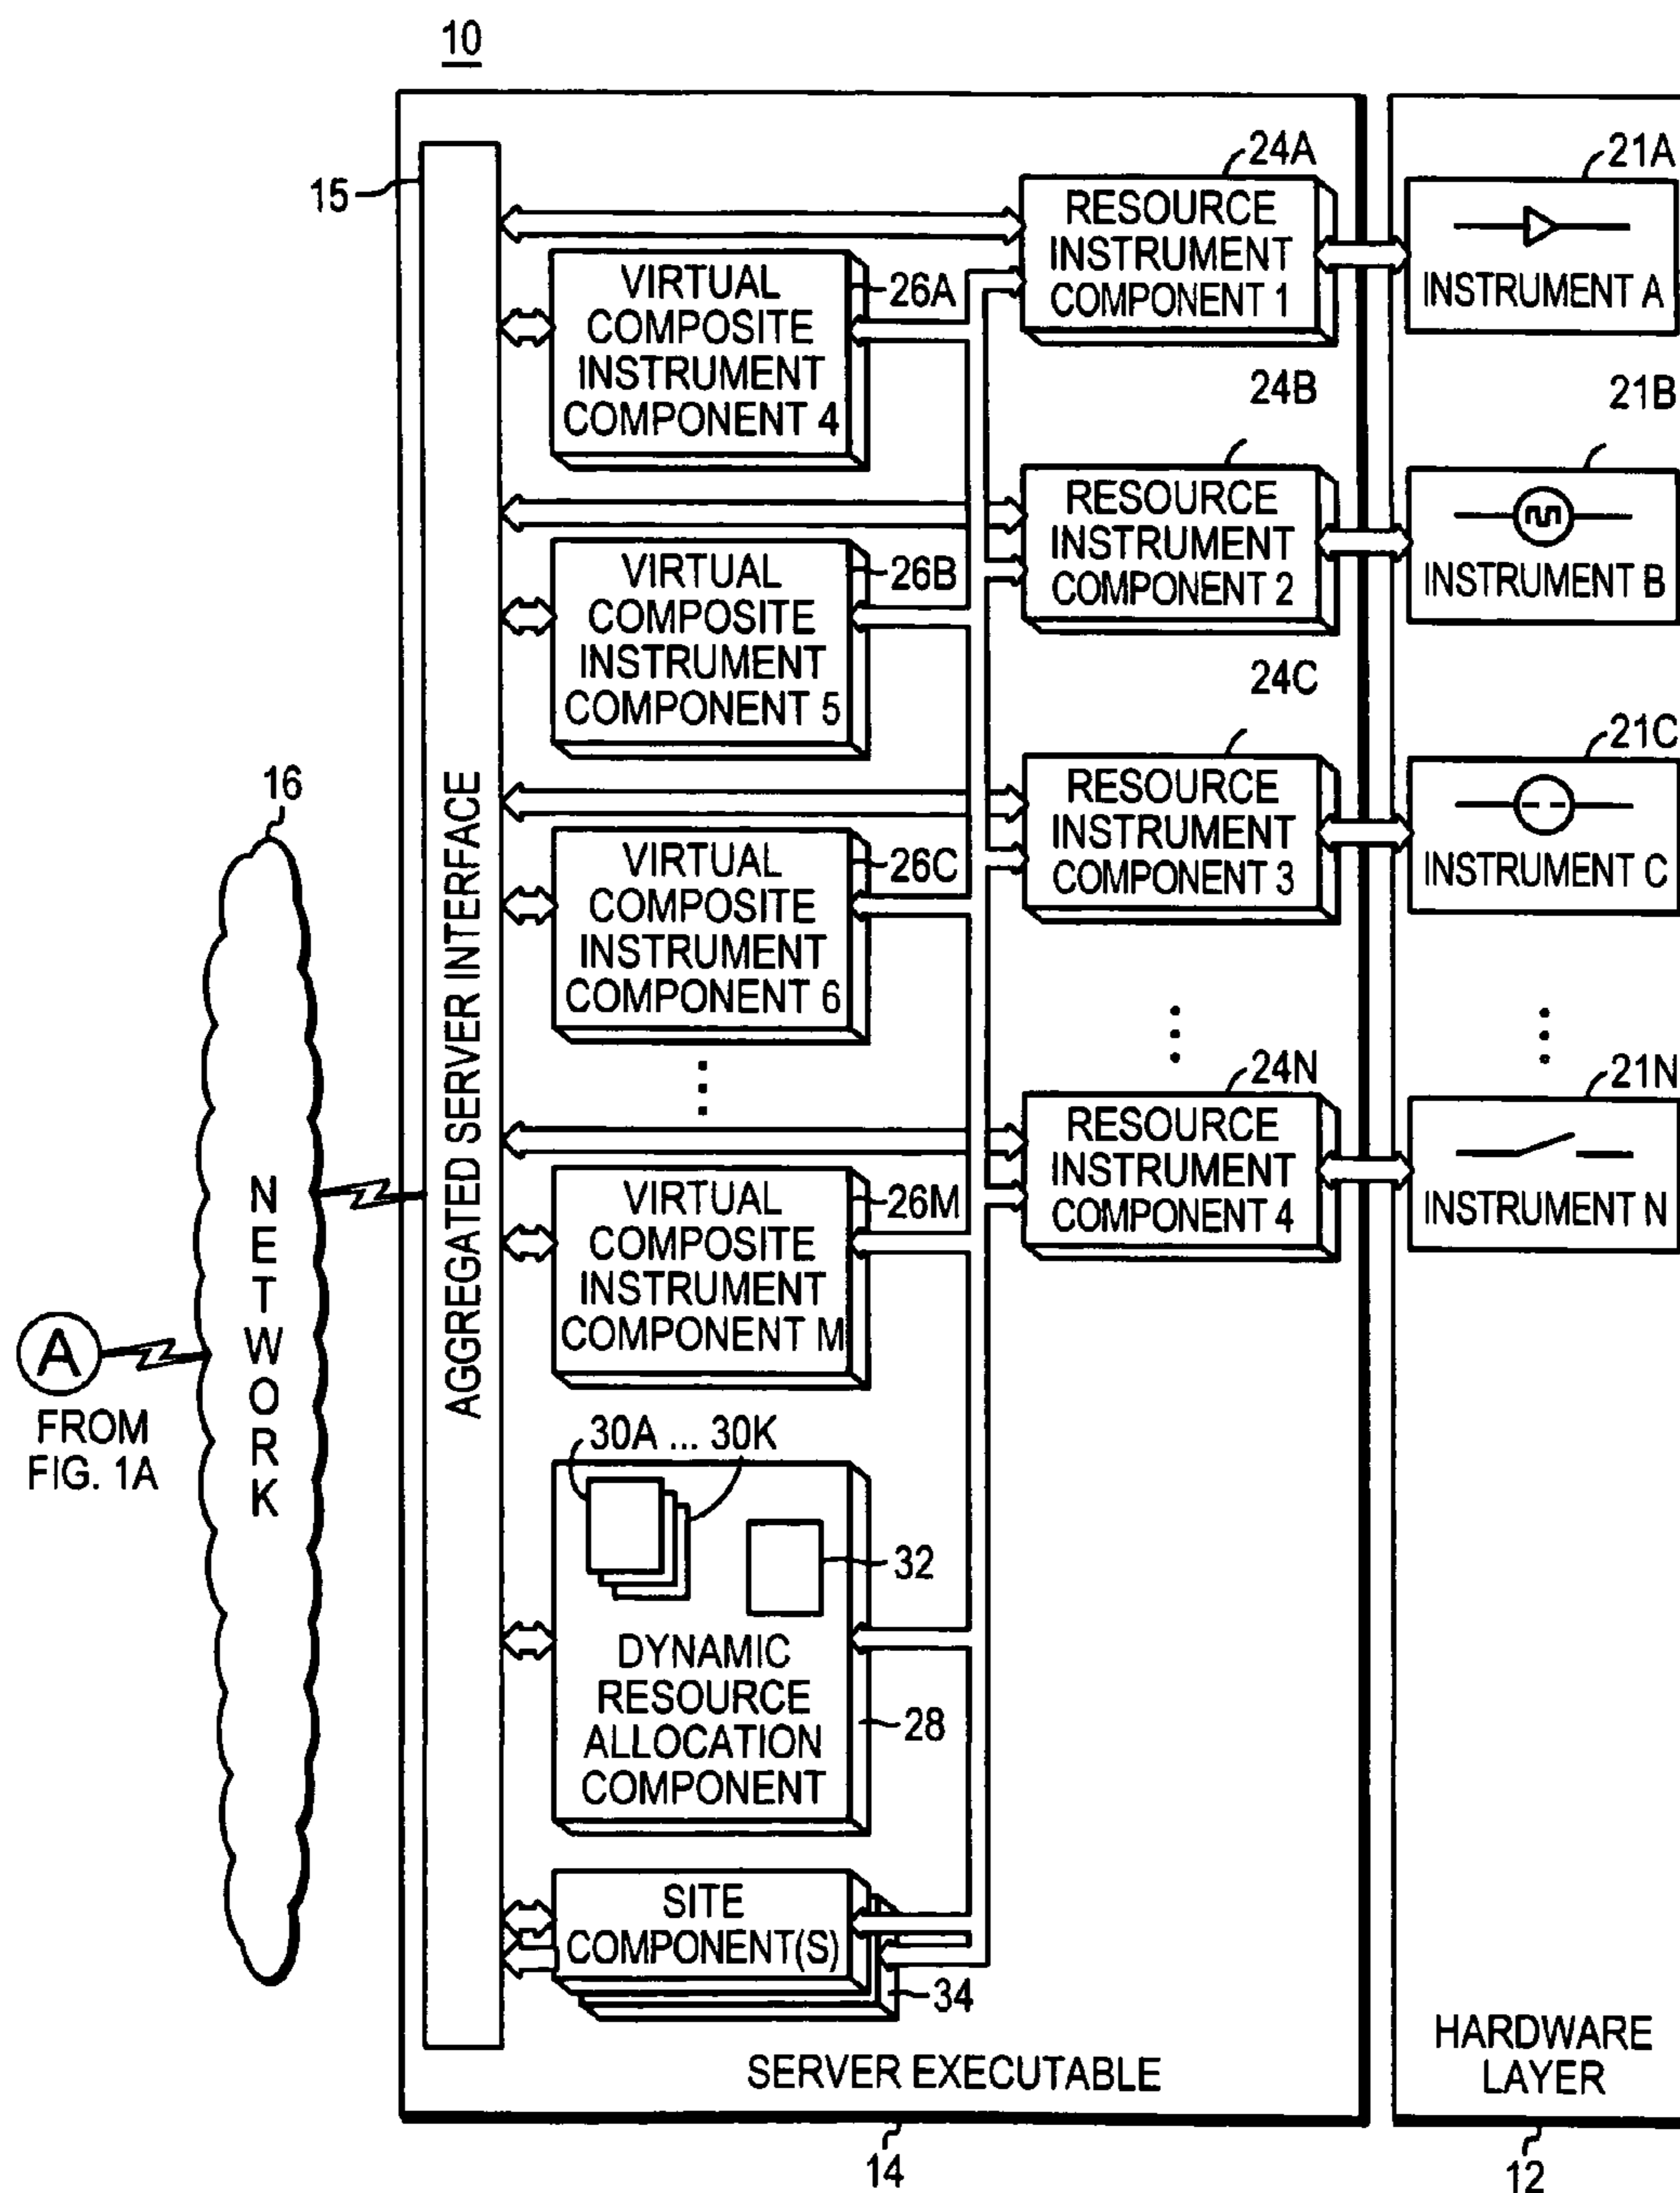 10
15
24A
21A
RESOURCE
INSTRUMENT
COMPONENT 1
INSTRUMENT A
VIRTUAL
COMPOSITE
INSTRUMENT
COMPONENT 4
26A
24B
21B
RESOURCE
INSTRUMENT
COMPONENT 2
INSTRUMENT B
VIRTUAL
COMPOSITE
INSTRUMENT
COMPONENT 5
26B
24C
21C
RESOURCE
INSTRUMENT
COMPONENT 3
INSTRUMENT C
16
VIRTUAL
COMPOSITE
INSTRUMENT
COMPONENT 6
26C
24N
21N
RESOURCE
INSTRUMENT
COMPONENT 4
INSTRUMENT N
AGGREGATED SERVER INTERFACE
NETWORK
VIRTUAL
COMPOSITE
INSTRUMENT
COMPONENT M
26M
A
FROM
FIG. 1A
30A ... 30K
32
DYNAMIC
RESOURCE
ALLOCATION
COMPONENT
28
SITE
COMPONENT(S)
34
SERVER EXECUTABLE
HARDWARE
LAYER
14
12